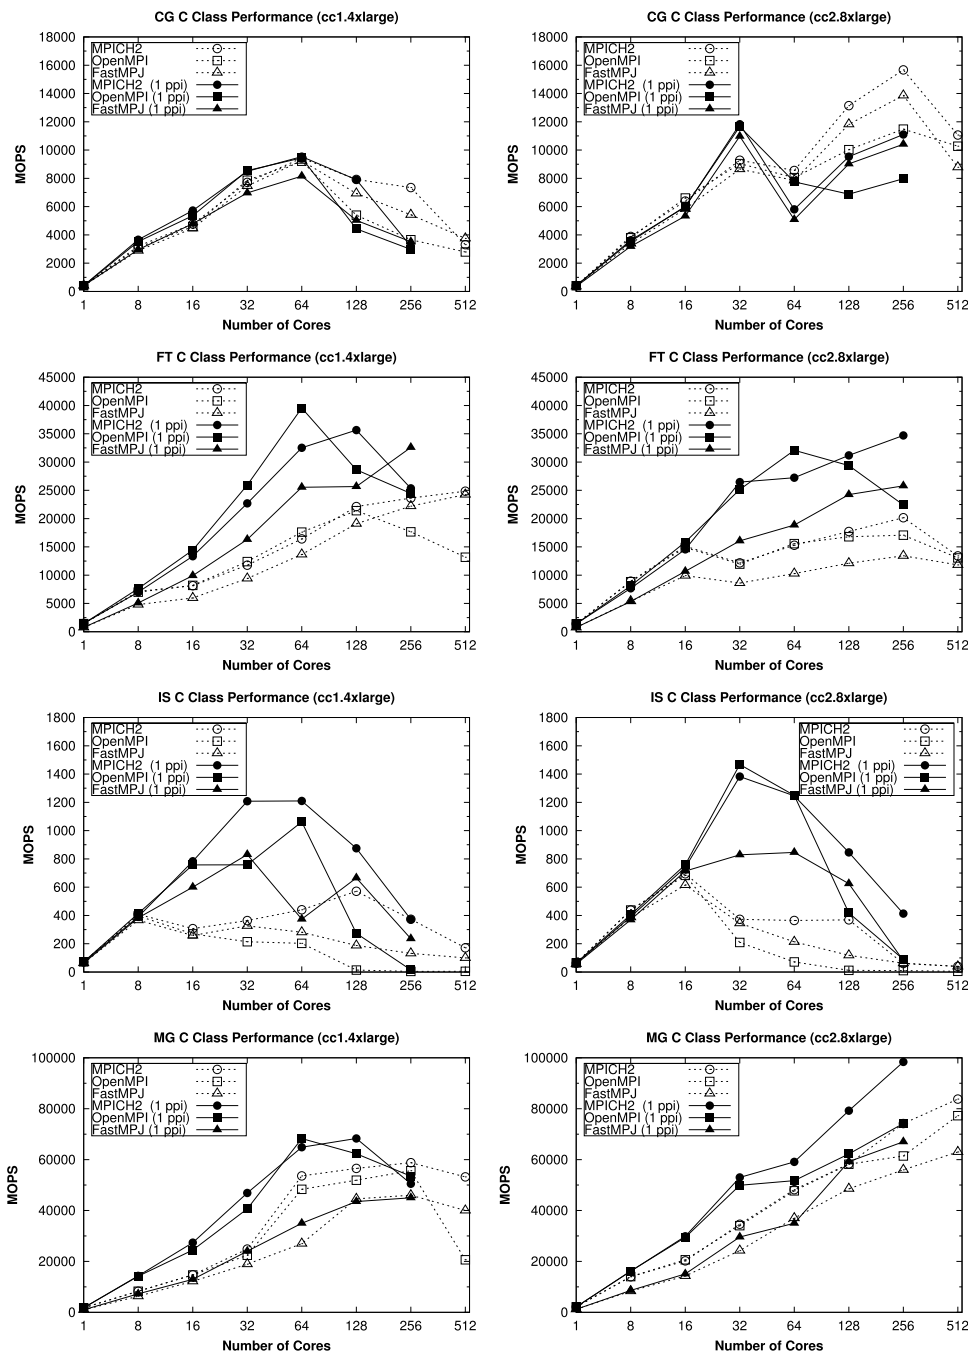 CG C Class Performance (cc1.4xlarge)
18000
16000
14000
12000
10000
8000
6000
4000
2000
0
MOPS
MPICH2
OpenMPI
FastMPJ
MPICH2 (1 ppi)
OpenMPI (1 ppi)
FastMPJ (1 ppi)
1 8 16 32 64 128 256 512
Number of Cores
CG C Class Performance (cc2.8xlarge)
18000
16000
14000
12000
10000
8000
6000
4000
2000
0
MOPS
MPICH2
OpenMPI
FastMPJ
MPICH2 (1 ppi)
OpenMPI (1 ppi)
FastMPJ (1 ppi)
1 8 16 32 64 128 256 512
Number of Cores
FT C Class Performance (cc1.4xlarge)
45000
40000
35000
30000
25000
20000
15000
10000
5000
0
MOPS
MPICH2
OpenMPI
FastMPJ
MPICH2 (1 ppi)
OpenMPI (1 ppi)
FastMPJ (1 ppi)
1 8 16 32 64 128 256 512
Number of Cores
FT C Class Performance (cc2.8xlarge)
45000
40000
35000
30000
25000
20000
15000
10000
5000
0
MOPS
MPICH2
OpenMPI
FastMPJ
MPICH2 (1 ppi)
OpenMPI (1 ppi)
FastMPJ (1 ppi)
1 8 16 32 64 128 256 512
Number of Cores
IS C Class Performance (cc1.4xlarge)
1800
1600
1400
1200
1000
800
600
400
200
0
MOPS
MPICH2
OpenMPI
FastMPJ
MPICH2 (1 ppi)
OpenMPI (1 ppi)
FastMPJ (1 ppi)
1 8 16 32 64 128 256 512
Number of Cores
IS C Class Performance (cc2.8xlarge)
1800
1600
1400
1200
1000
800
600
400
200
0
MOPS
MPICH2
OpenMPI
FastMPJ
MPICH2 (1 ppi)
OpenMPI (1 ppi)
FastMPJ (1 ppi)
1 8 16 32 64 128 256 512
Number of Cores
MG C Class Performance (cc1.4xlarge)
100000
80000
60000
40000
20000
0
MOPS
MPICH2
OpenMPI
FastMPJ
MPICH2 (1 ppi)
OpenMPI (1 ppi)
FastMPJ (1 ppi)
1 8 16 32 64 128 256 512
Number of Cores
MG C Class Performance (cc2.8xlarge)
100000
80000
60000
40000
20000
0
MOPS
MPICH2
OpenMPI
FastMPJ
MPICH2 (1 ppi)
OpenMPI (1 ppi)
FastMPJ (1 ppi)
1 8 16 32 64 128 256 512
Number of Cores